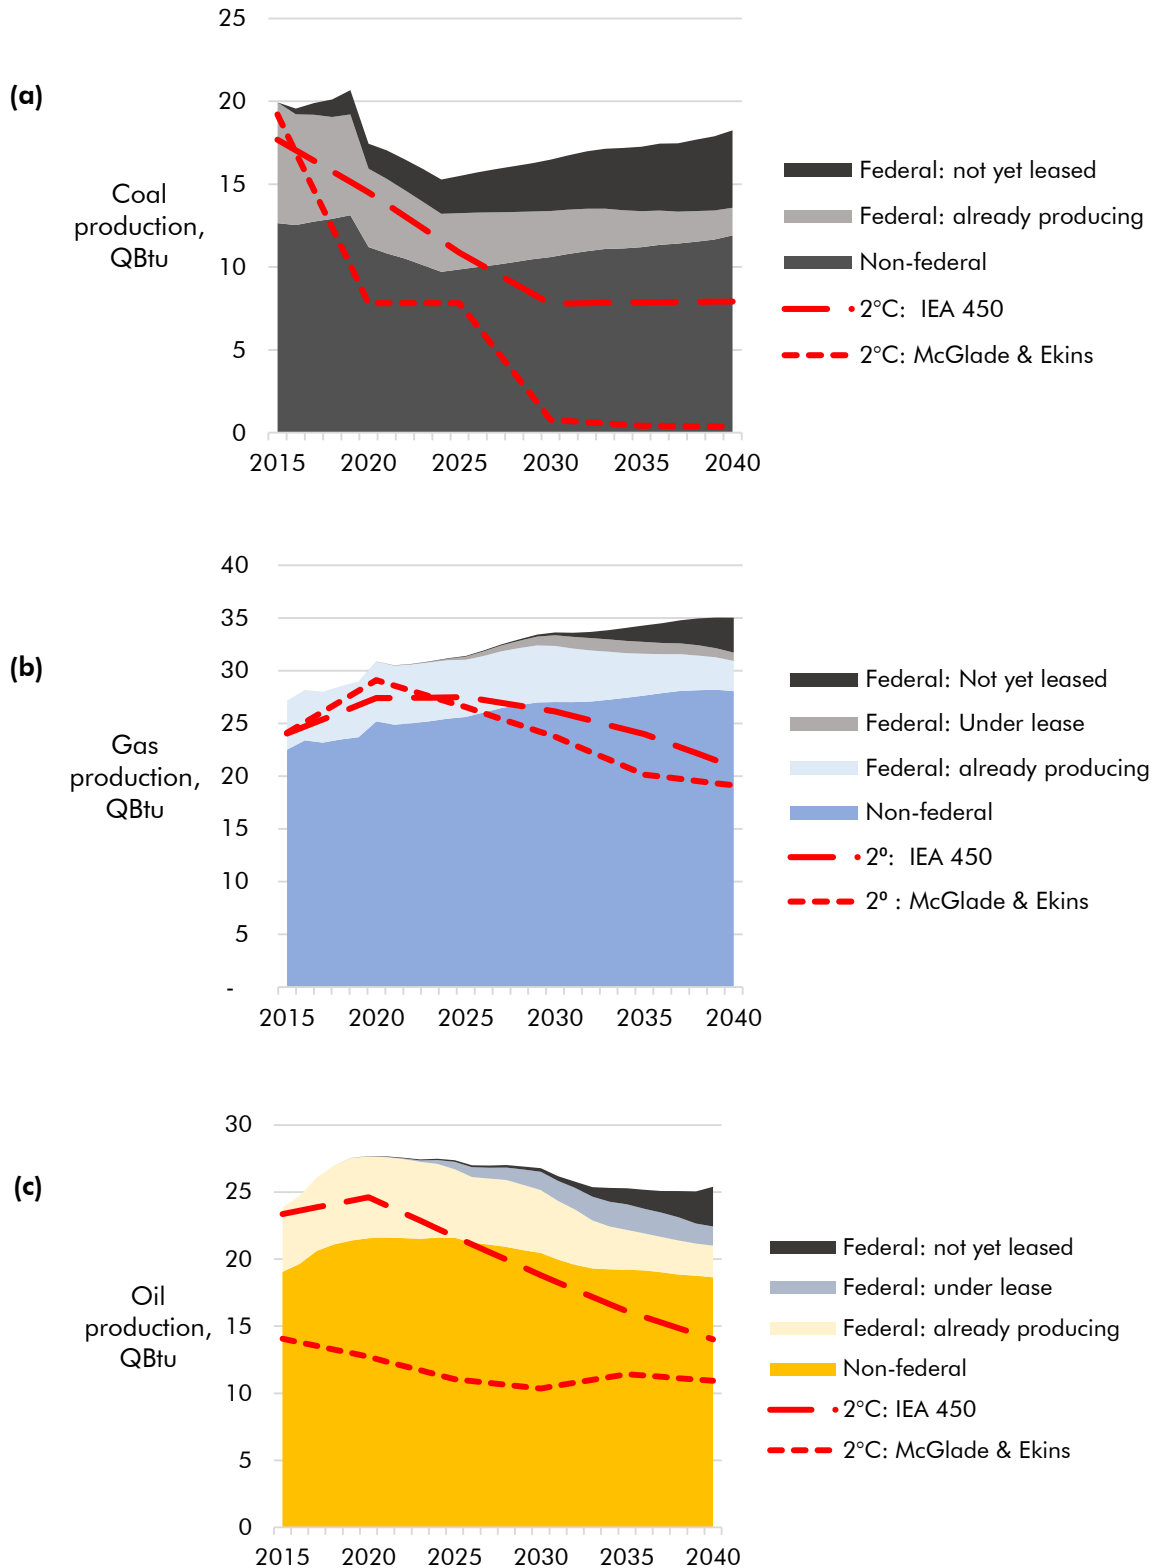 (a)
Coal
production,
QBtu
25
20
15
10
5
0
2015 2020 2025 2030 2035 2040
Federal: not yet leased
Federal: already producing
Non-federal
2°C: IEA 450
2°C: McGlade & Ekins
(b)
Gas
production,
QBtu
40
35
30
25
20
15
10
5
-
2015 2020 2025 2030 2035 2040
Federal: Not yet leased
Federal: Under lease
Federal: already producing
Non-federal
2º: IEA 450
2º : McGlade & Ekins
(c)
Oil
production,
QBtu
30
25
20
15
10
5
0
2015 2020 2025 2030 2035 2040
Federal: not yet leased
Federal: under lease
Federal: already producing
Non-federal
2°C: IEA 450
2°C: McGlade & Ekins